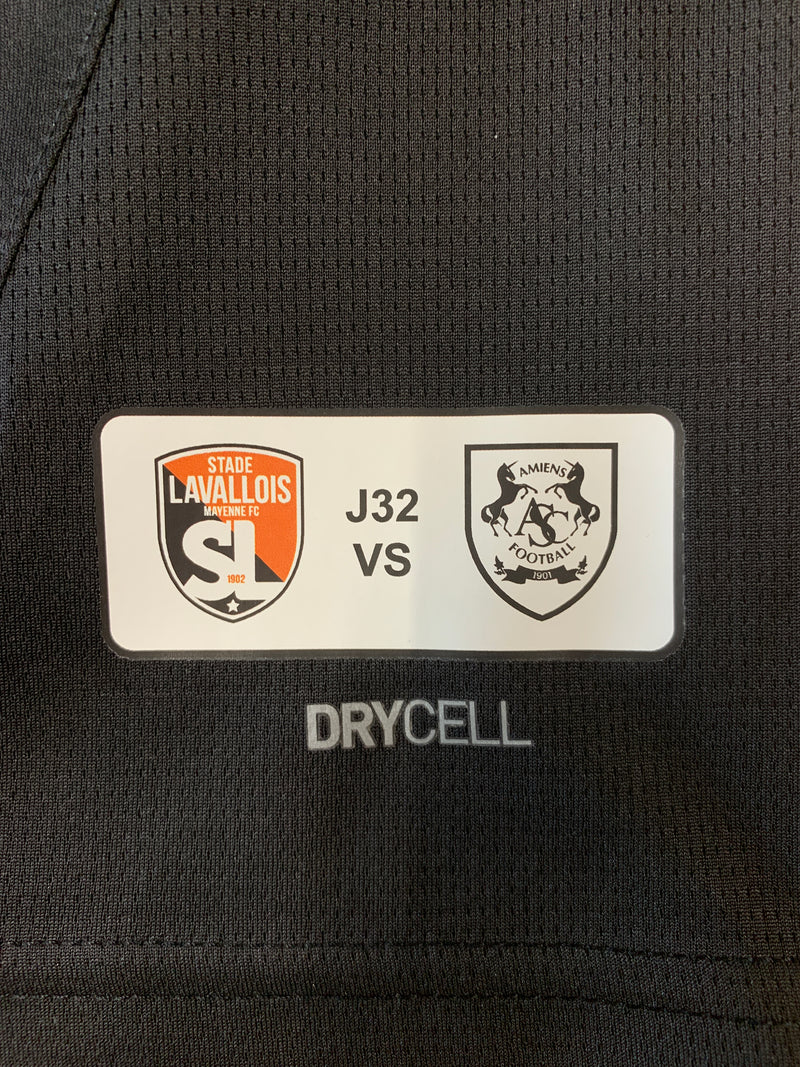 STADE
LAVALLOIS
MAYENNE FC
SL
1902
J32
VS
AMIENS
ASC
FOOTBALL
1901
DRYCELL